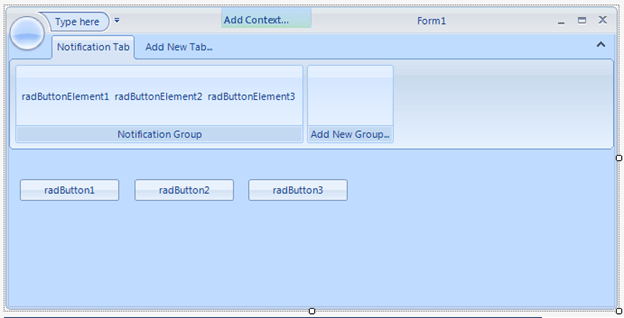 Type here Add Context... Form1
Notification Tab Add New Tab...
radButtonElement1 radButtonElement2 radButtonElement3
Notification Group Add New Group...
radButton1 radButton2 radButton3